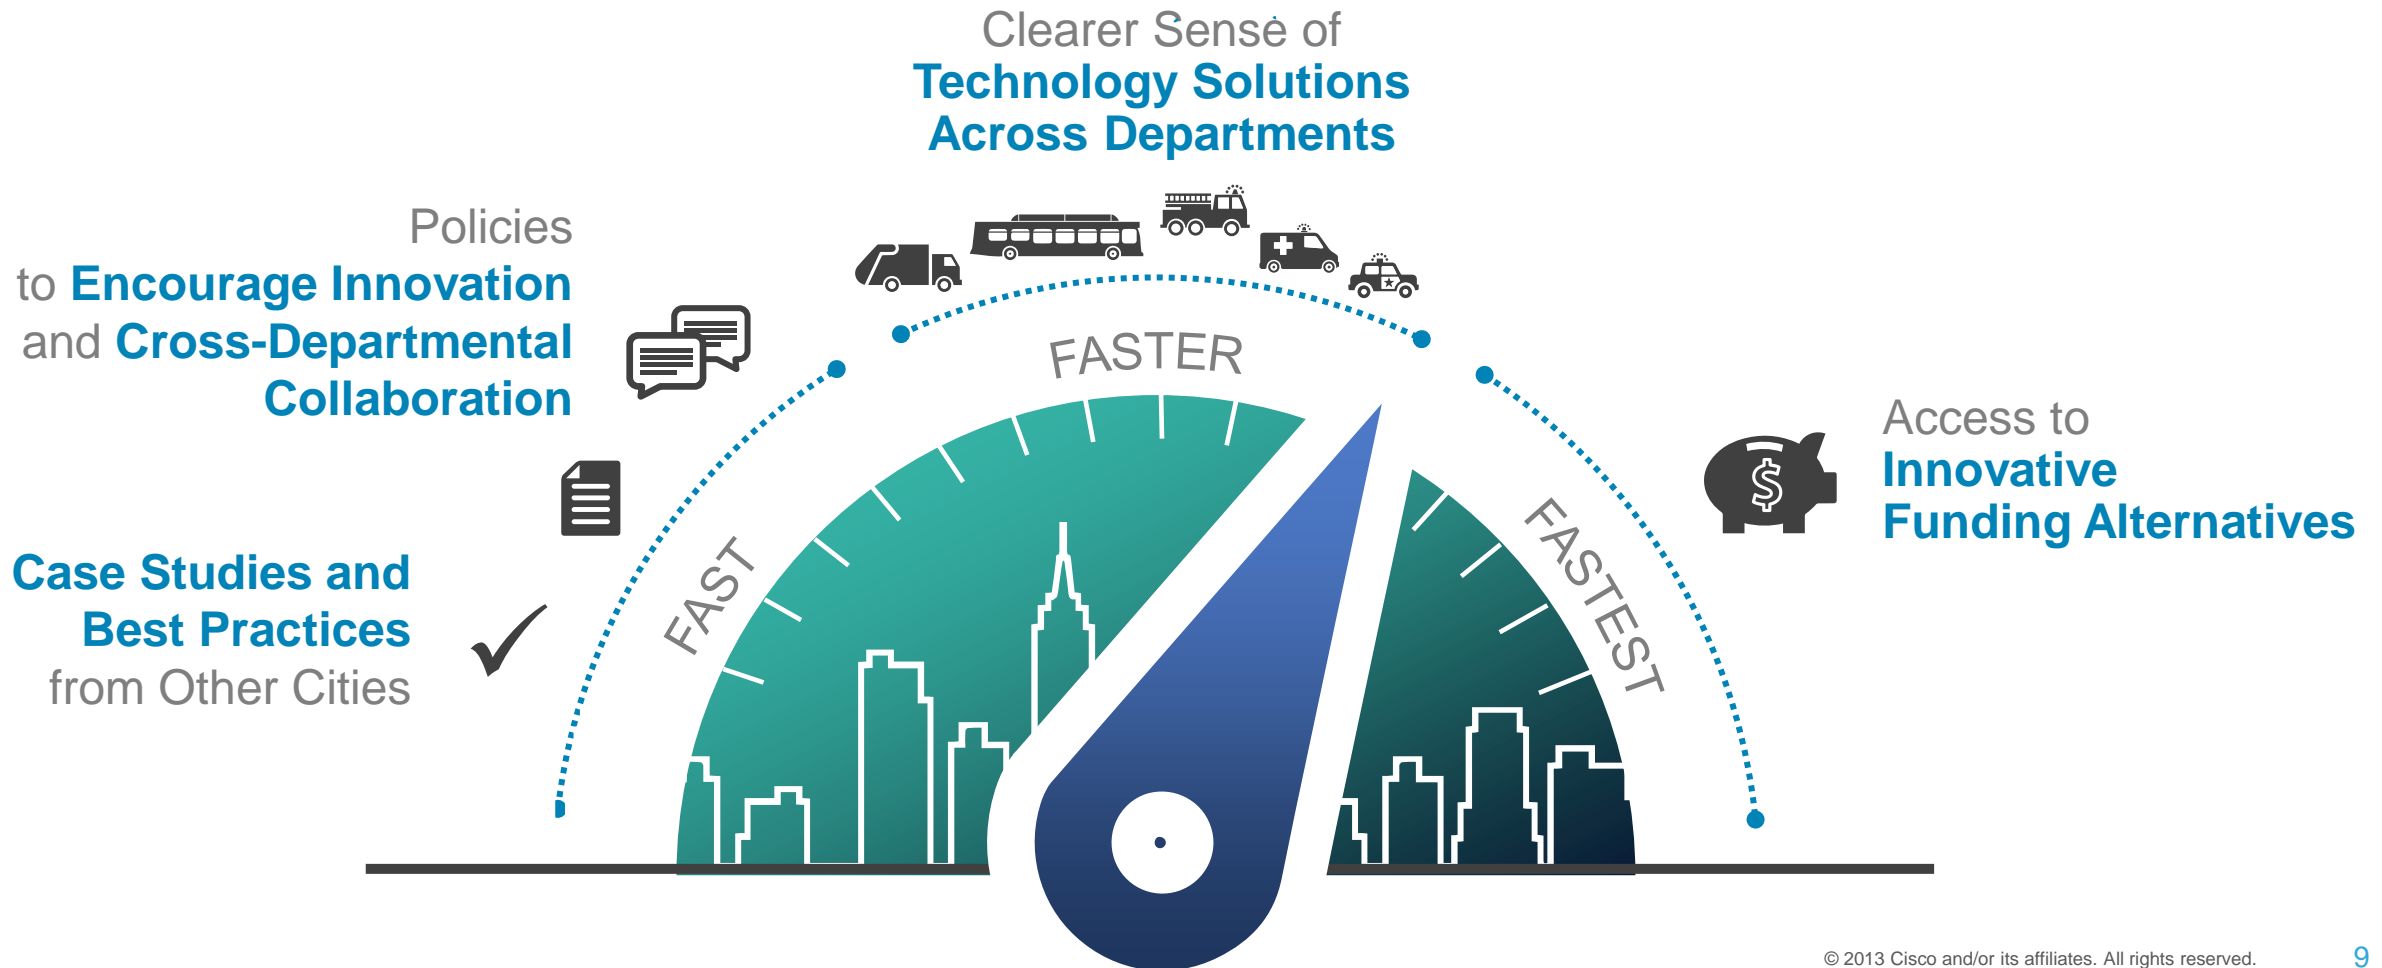 Clearer Sense of
Technology Solutions
Across Departments
Policies
to Encourage Innovation
and Cross-Departmental
Collaboration
Case Studies and
Best Practices
from Other Cities
FAST
FASTER
FASTEST
$
Access to
Innovative
Funding Alternatives
© 2013 Cisco and/or its affiliates. All rights reserved. 9